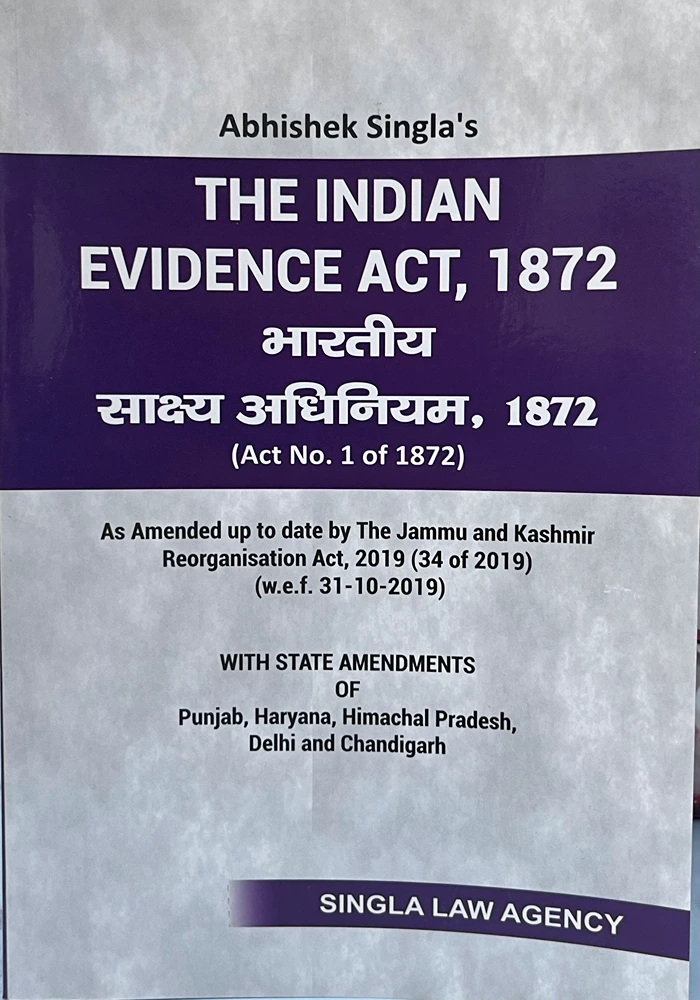 Abhishek Singla's
THE INDIAN
EVIDENCE ACT, 1872
भारतीय
साक्ष्य अधिनियम, 1872
(Act No. 1 of 1872)
As Amended up to date by The Jammu and Kashmir
Reorganisation Act, 2019 (34 of 2019)
(w.e.f. 31-10-2019)
WITH STATE AMENDMENTS
OF
Punjab, Haryana, Himachal Pradesh,
Delhi and Chandigarh
SINGLA LAW AGENCY